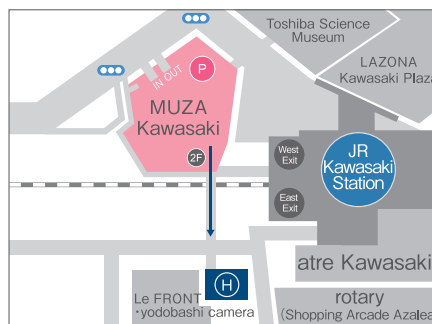 Toshiba Science
Museum
LAZONA
Kawasaki Plaza
P
IN OUT
MUZA
Kawasaki
2F
West
Exit
JR
Kawasaki
Station
East
Exit
atre Kawasaki
H
Le FRONT
・yodobashi camera
rotary
(Shopping Arcade Azalea